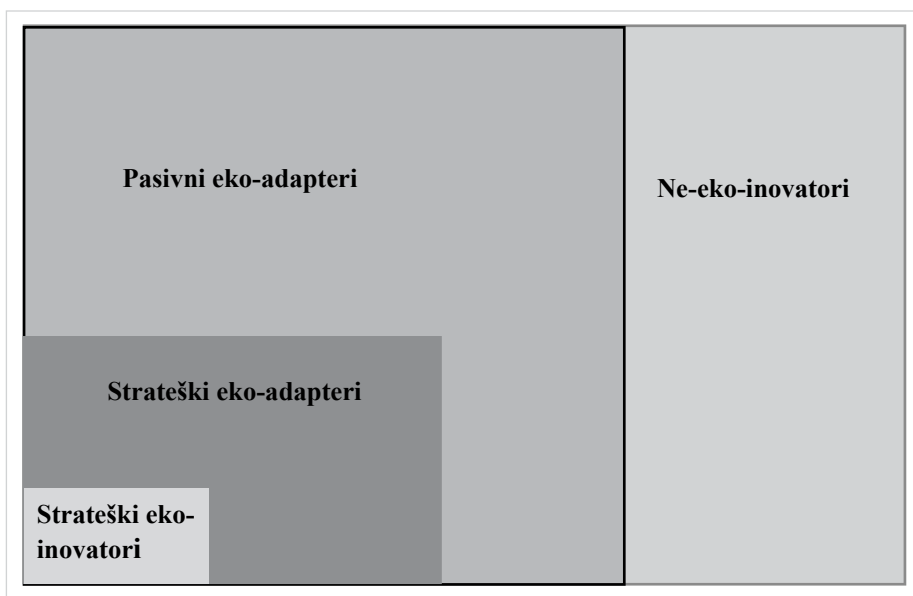 Pasivni eko-adapteri
Ne-eko-inovatori
Strateški eko-adapteri
Strateški eko-
inovatori